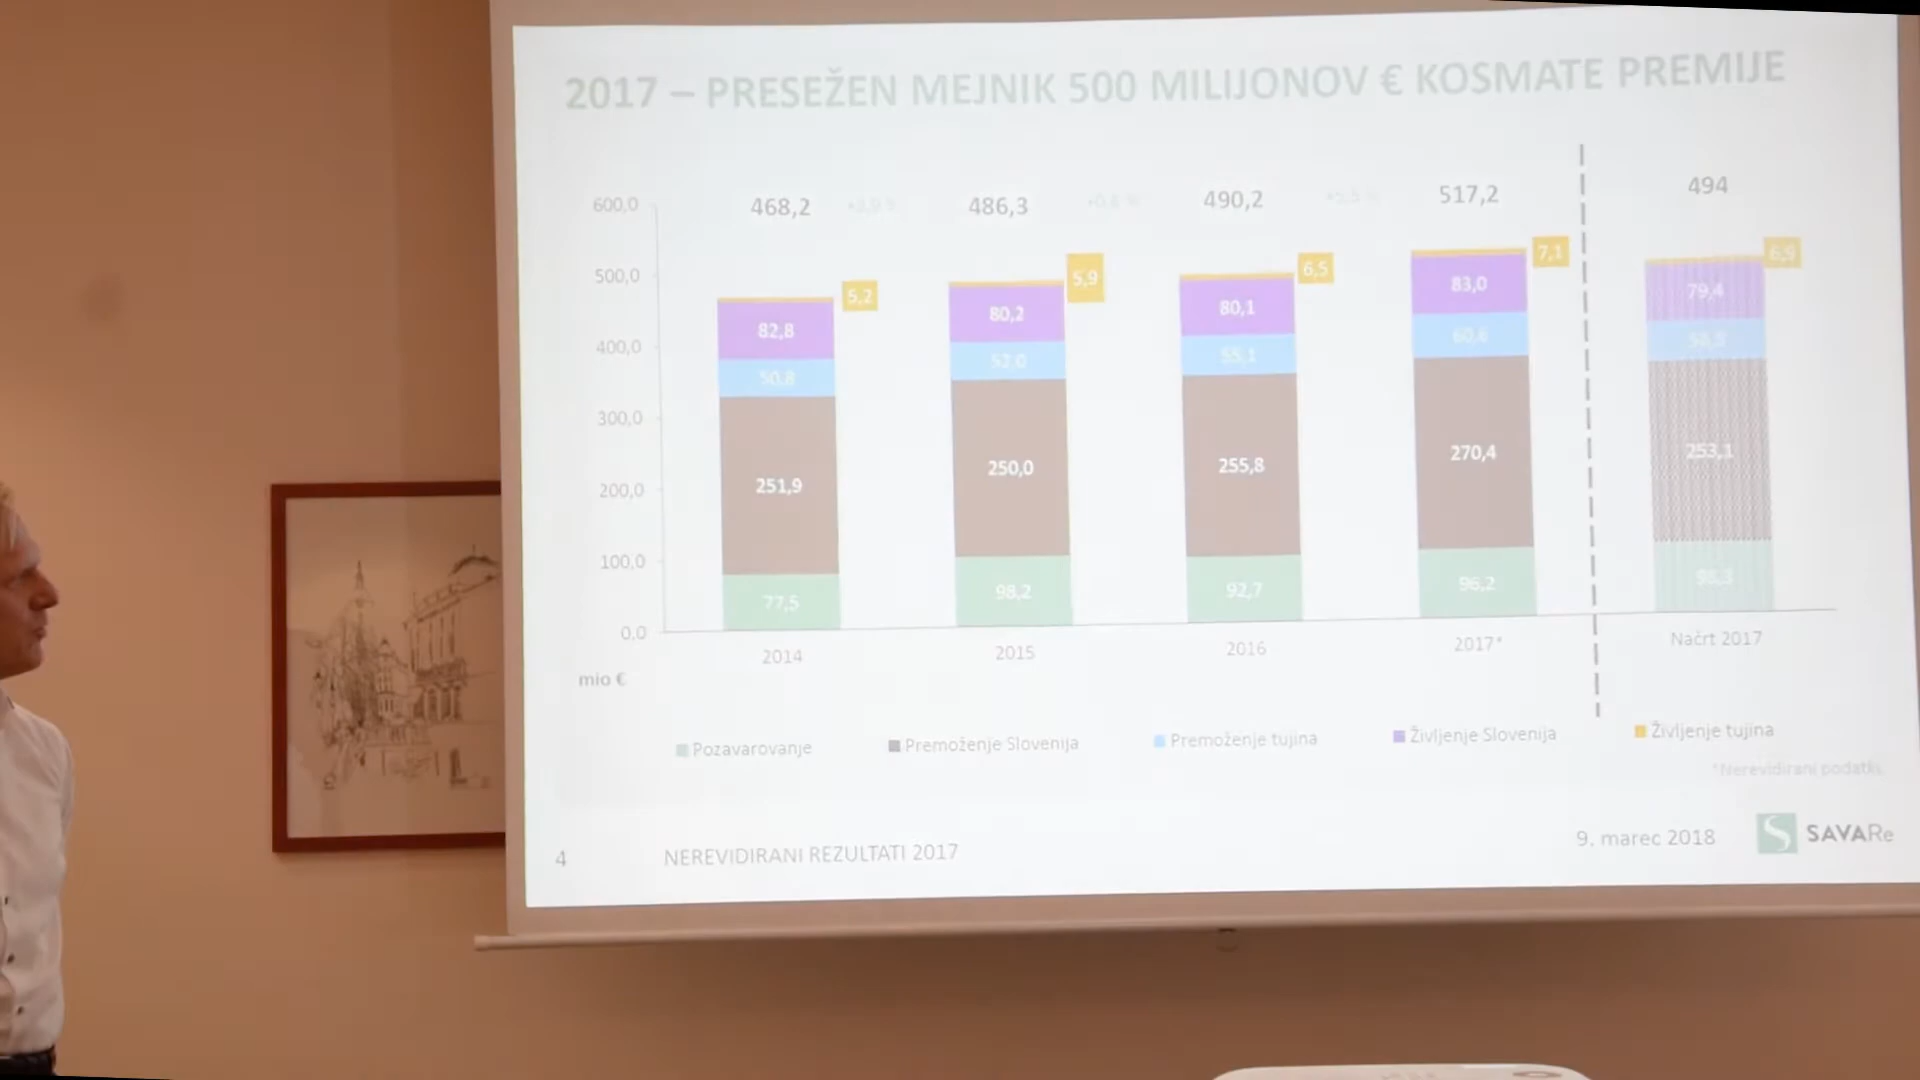 2017 – PRESEŽEN MEJNIK 500 MILIJONOV € KOSMATE PREMIJE
468,2 486,3 490,2 517,2 494
600,0
500,0
400,0
300,0
200,0
100,0
0,0
mio €
5,2 5,9 6,5 7,1 6,9
82,8 80,2 80,1 83,0 79,4
50,8 52,0 55,1 60,6
251,9 250,0 255,8 270,4 253,1
77,5 98,2 92,7 96,2
2014 2015 2016 2017* Načrt 2017
Pozavarovanje Premoženje Slovenija Premoženje tujina Življenje Slovenija Življenje tujina
*Nerevidirani podatki.
4 NEREVIDIRANI REZULTATI 2017 9. marec 2018 SAVARe